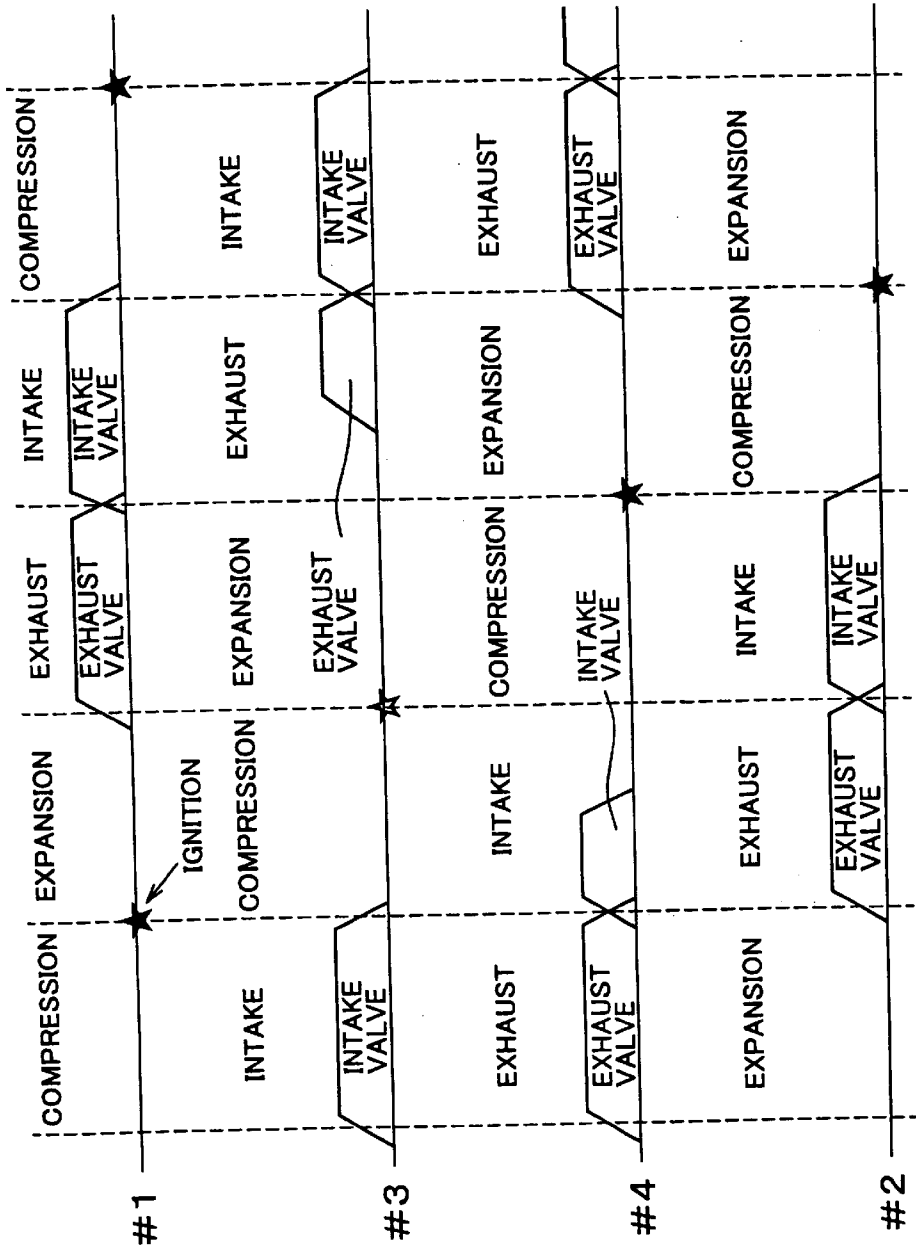 #1
COMPRESSION
EXPANSION
EXHAUST
INTAKE
COMPRESSION
IGNITION
EXHAUST
VALVE
INTAKE
VALVE
#3
INTAKE
COMPRESSION
EXPANSION
EXHAUST
INTAKE
INTAKE
VALVE
EXHAUST
VALVE
INTAKE
VALVE
#4
EXHAUST
INTAKE
COMPRESSION
EXPANSION
EXHAUST
EXHAUST
VALVE
INTAKE
VALVE
EXHAUST
VALVE
#2
EXPANSION
EXHAUST
INTAKE
COMPRESSION
EXPANSION
EXHAUST
VALVE
INTAKE
VALVE